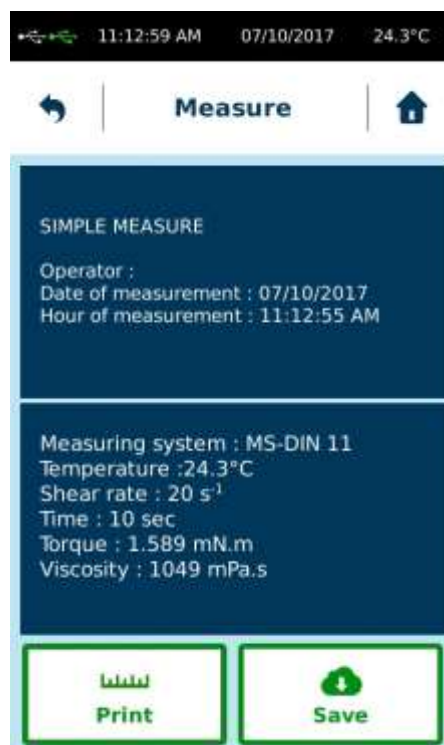 11:12:59 AM 07/10/2017 24.3°C
Measure
SIMPLE MEASURE
Operator :
Date of measurement : 07/10/2017
Hour of measurement : 11:12:55 AM
Measuring system : MS-DIN 11
Temperature :24.3°C
Shear rate : 20 s⁻¹
Time : 10 sec
Torque : 1.589 mN.m
Viscosity : 1049 mPa.s
Print Save